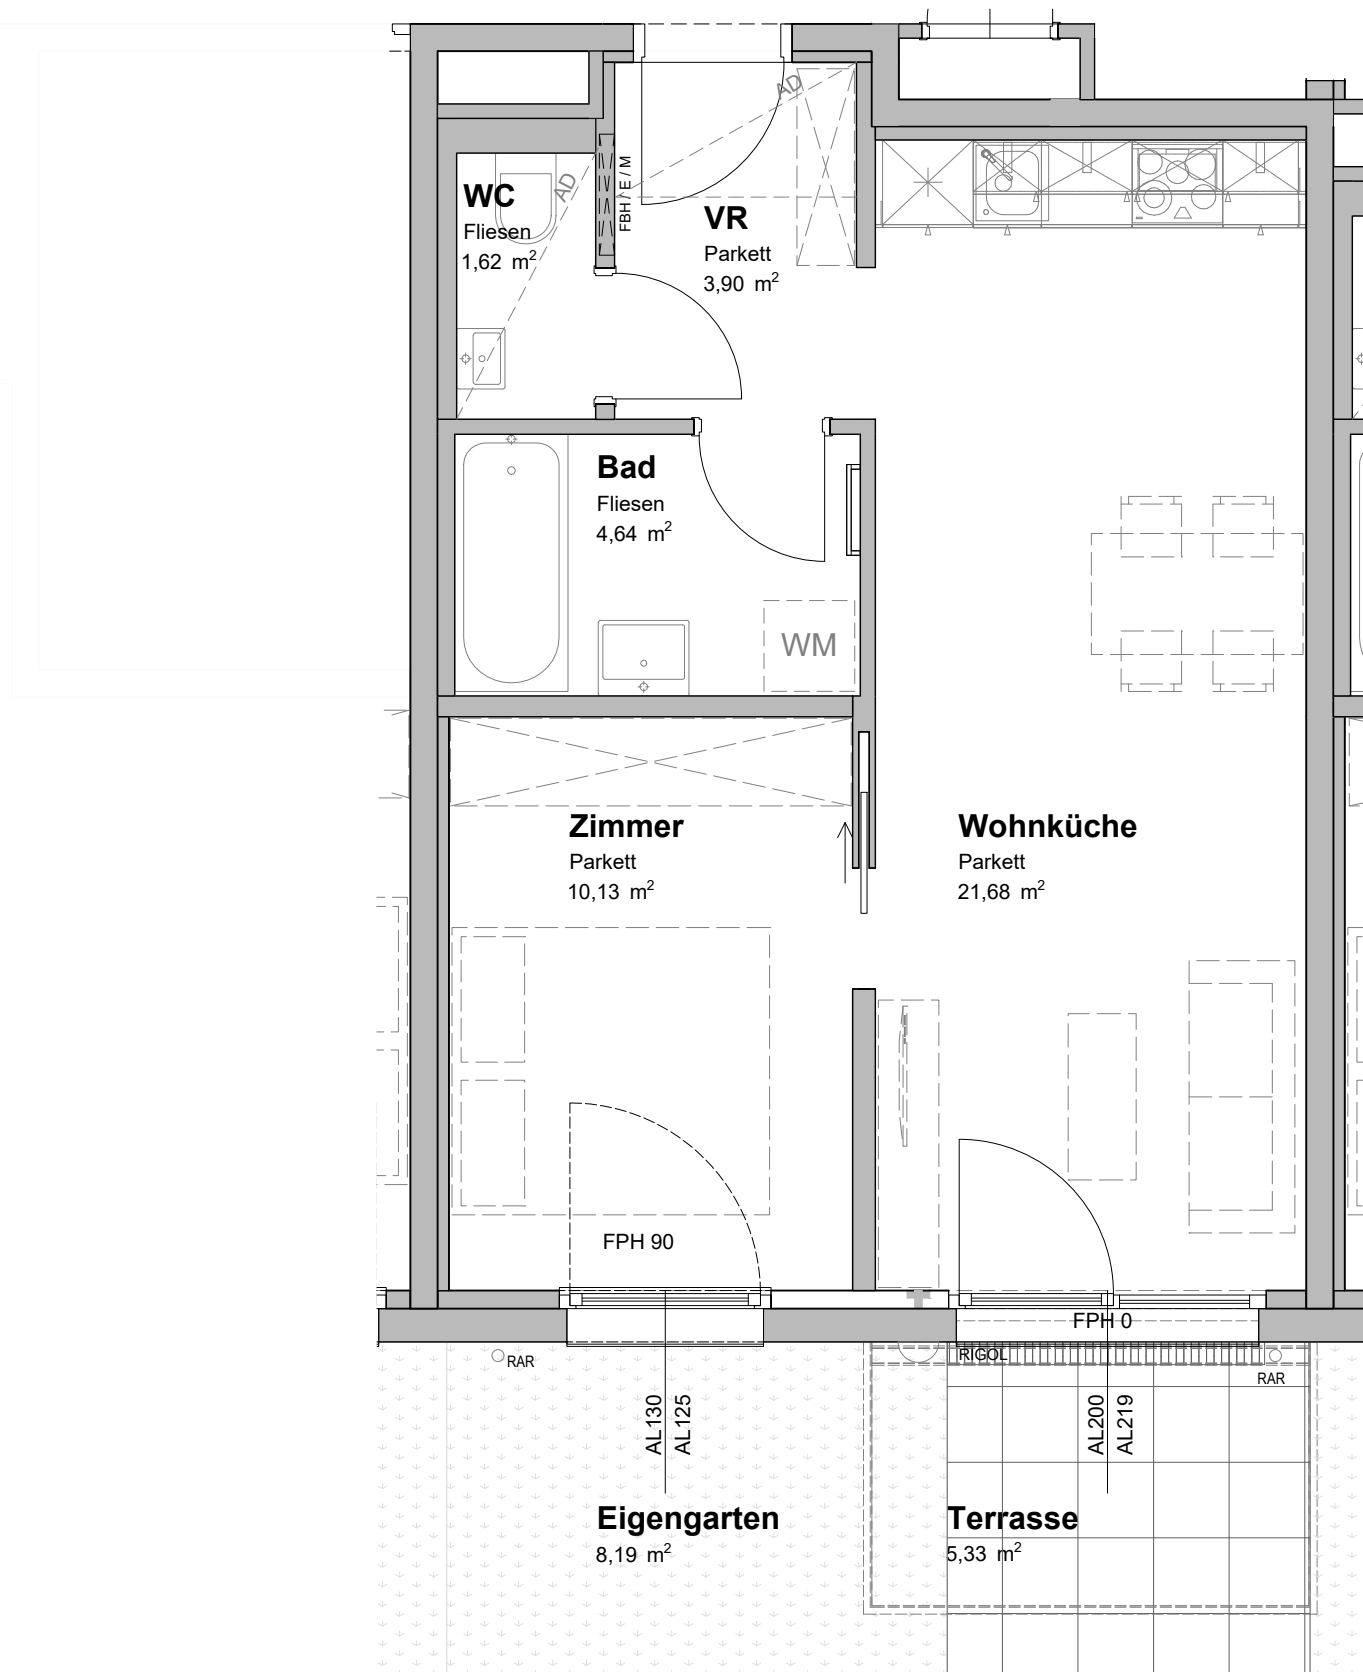 AD
WC
Fliesen
1,62 m²
AD
FBH / E / M
VR
Parkett
3,90 m²
Bad
Fliesen
4,64 m²
WM
Zimmer
Parkett
10,13 m²
Wohnküche
Parkett
21,68 m²
FPH 90
FPH 0
RAR
RIGOL
RAR
AL130
AL125
AL200
AL219
Eigengarten
8,19 m²
Terrasse
5,33 m²